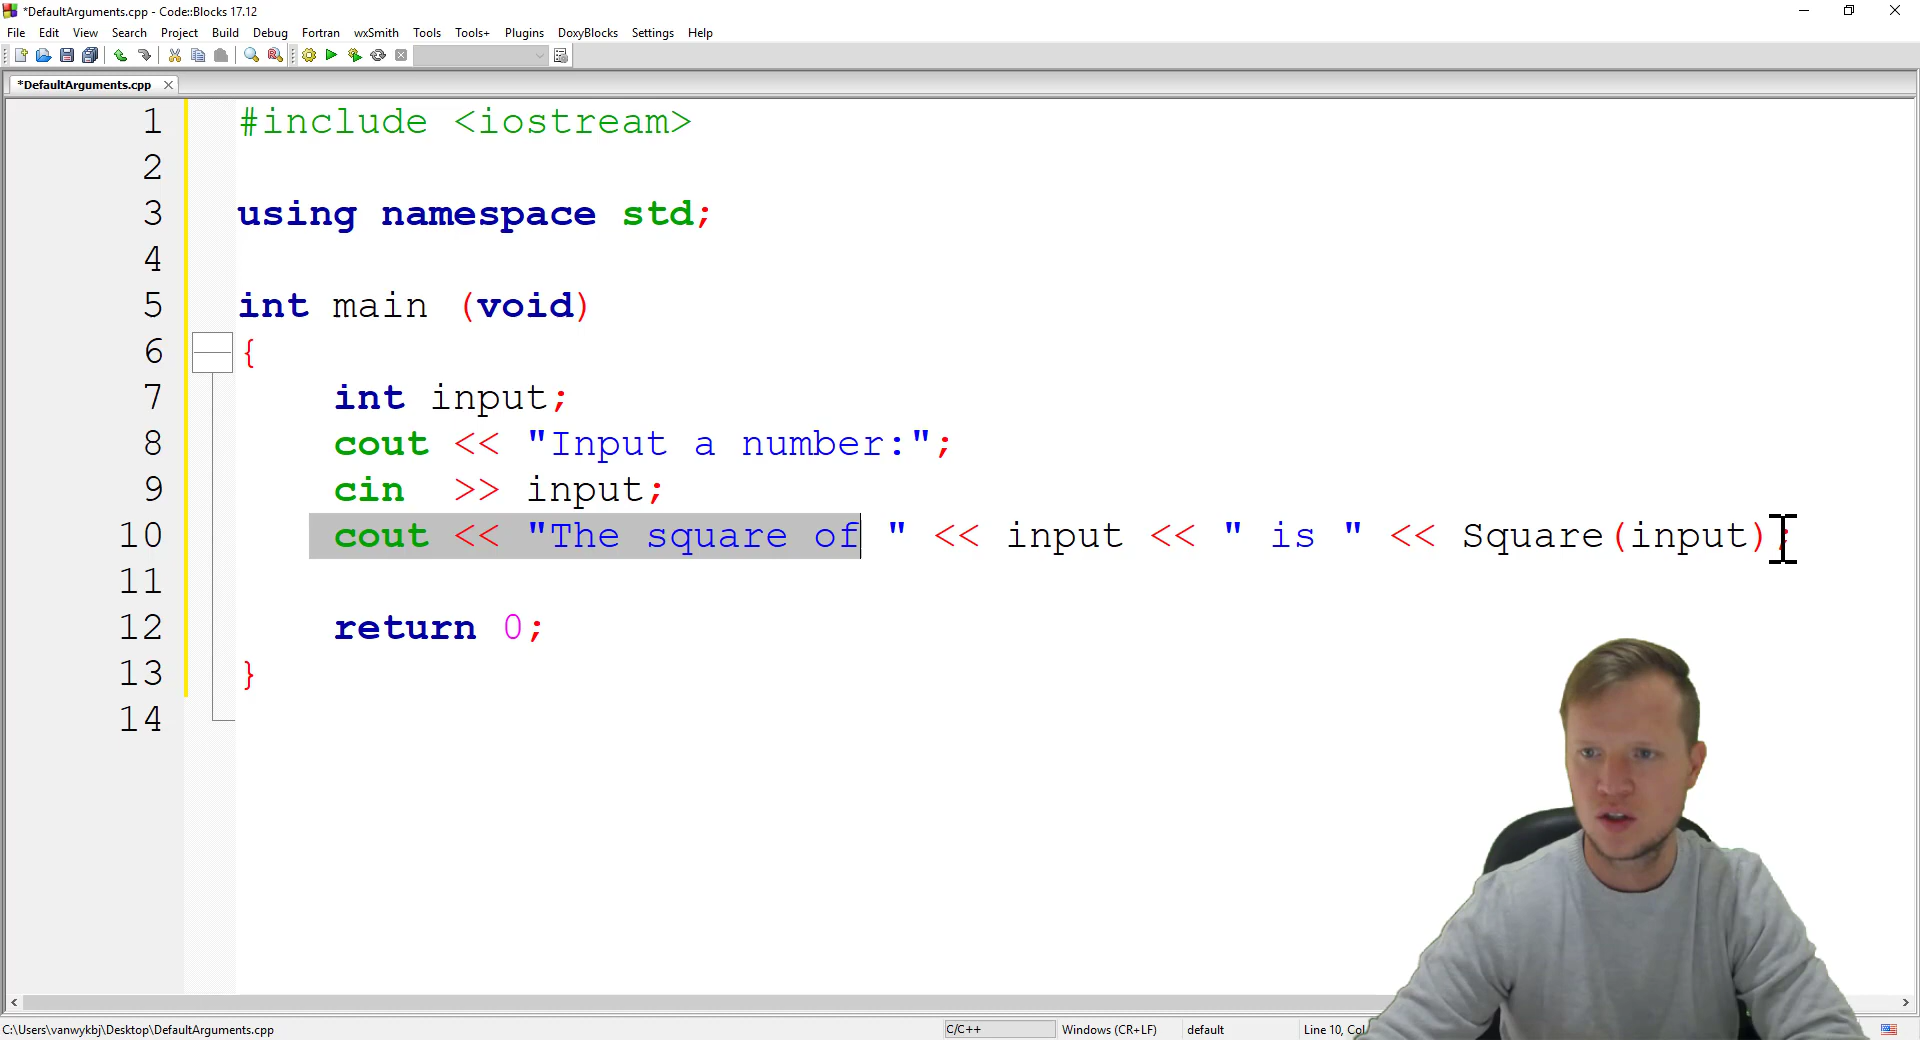 *DefaultArguments.cpp - Code::Blocks 17.12
File Edit View Search Project Build Debug Fortran wxSmith Tools Tools+ Plugins DoxyBlocks Settings Help
*DefaultArguments.cpp
1 #include <iostream>
2
3 using namespace std;
4
5 int main (void)
6 {
7 int input;
8 cout << "Input a number:";
9 cin >> input;
10 cout << "The square of " << input << " is " << Square(input);
11
12 return 0;
13 }
14
C:\Users\vanwykbj\Desktop\DefaultArguments.cpp C/C++ Windows (CR+LF) default Line 10, Col